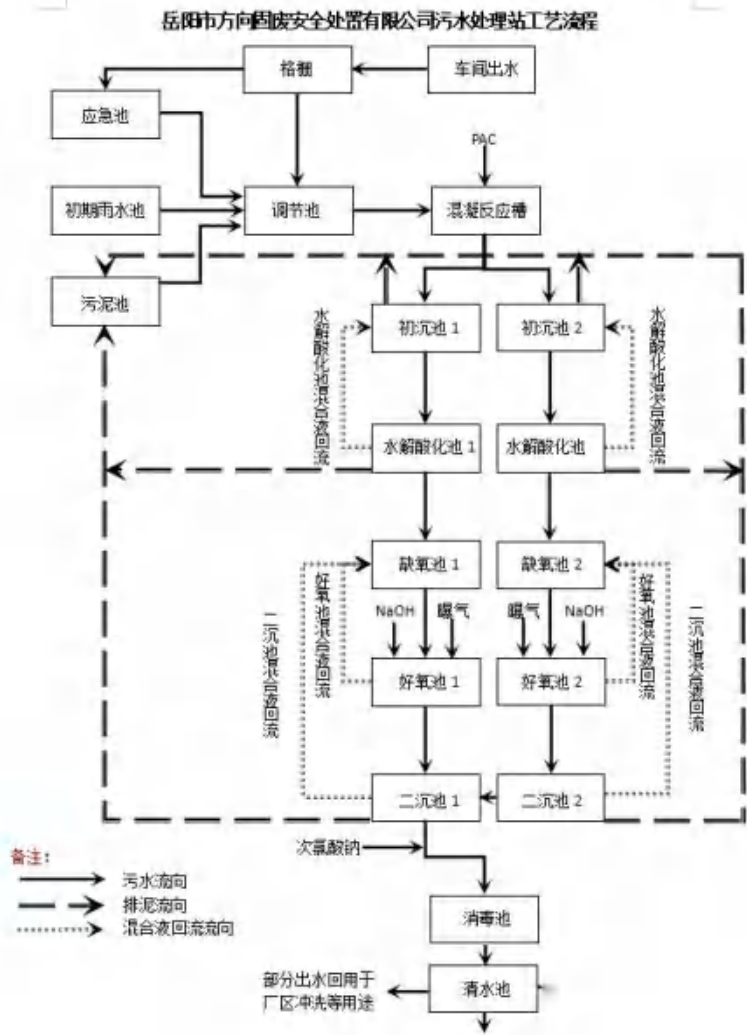 岳阳市方向固废安全处置有限公司污水处理站工艺流程
格栅
车间出水
应急池
PAC
初期雨水池
调节池
混凝反应槽
污泥池
初沉池 1
初沉池 2
水解酸化池混合液回流
水解酸化池混合液回流
水解酸化池 1
水解酸化池
缺氧池 1
缺氧池 2
二沉池混合液回流
好氧池混合液回流
NaOH
曝气
曝气
NaOH
好氧池混合液回流
二沉池混合液回流
好氧池 1
好氧池 2
二沉池 1
二沉池 2
次氯酸钠
备注:
污水流向
排泥流向
混合液回流流向
消毒池
部分出水回用于
厂区冲洗等用途
清水池